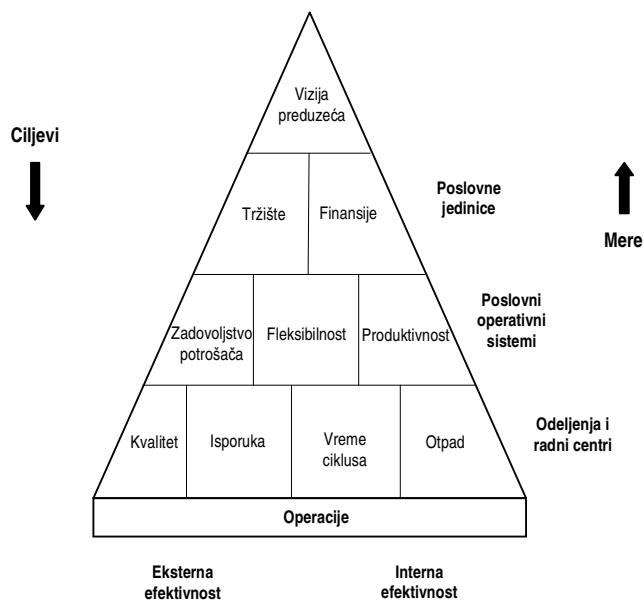 Vizija
preduzeća
Ciljevi
Tržište
Finansije
Poslovne
jedinice
Mere
Zadovoljstvo
potrošača
Fleksibilnost
Produktivnost
Poslovni
operativni
sistemi
Kvalitet
Isporuka
Vreme
ciklusa
Otpad
Odeljenja i
radni centri
Operacije
Eksterna
efektivnost
Interna
efektivnost